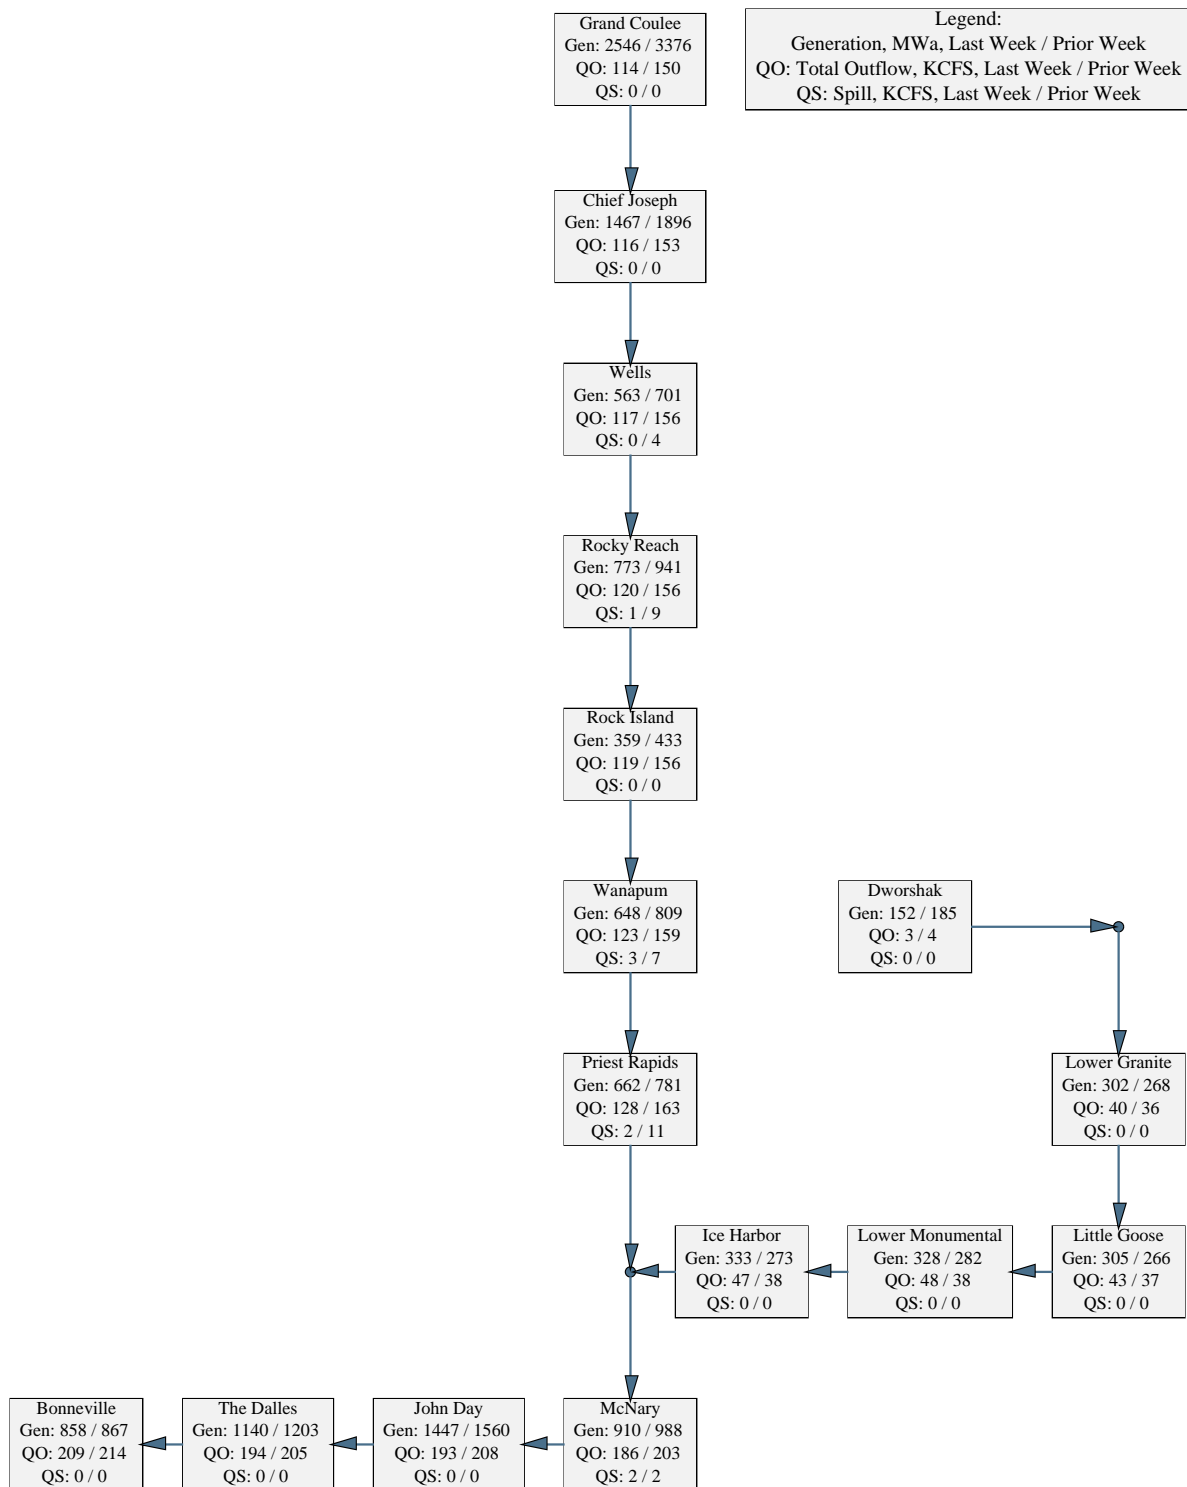 Grand Coulee
Gen: 2546 / 3376
QO: 114 / 150
QS: 0 / 0
Legend:
Generation, MWa, Last Week / Prior Week
QO: Total Outflow, KCFS, Last Week / Prior Week
QS: Spill, KCFS, Last Week / Prior Week
Chief Joseph
Gen: 1467 / 1896
QO: 116 / 153
QS: 0 / 0
Wells
Gen: 563 / 701
QO: 117 / 156
QS: 0 / 4
Rocky Reach
Gen: 773 / 941
QO: 120 / 156
QS: 1 / 9
Rock Island
Gen: 359 / 433
QO: 119 / 156
QS: 0 / 0
Wanapum
Gen: 648 / 809
QO: 123 / 159
QS: 3 / 7
Dworshak
Gen: 152 / 185
QO: 3 / 4
QS: 0 / 0
Priest Rapids
Gen: 662 / 781
QO: 128 / 163
QS: 2 / 11
Lower Granite
Gen: 302 / 268
QO: 40 / 36
QS: 0 / 0
Ice Harbor
Gen: 333 / 273
QO: 47 / 38
QS: 0 / 0
Lower Monumental
Gen: 328 / 282
QO: 48 / 38
QS: 0 / 0
Little Goose
Gen: 305 / 266
QO: 43 / 37
QS: 0 / 0
Bonneville
Gen: 858 / 867
QO: 209 / 214
QS: 0 / 0
The Dalles
Gen: 1140 / 1203
QO: 194 / 205
QS: 0 / 0
John Day
Gen: 1447 / 1560
QO: 193 / 208
QS: 0 / 0
McNary
Gen: 910 / 988
QO: 186 / 203
QS: 2 / 2